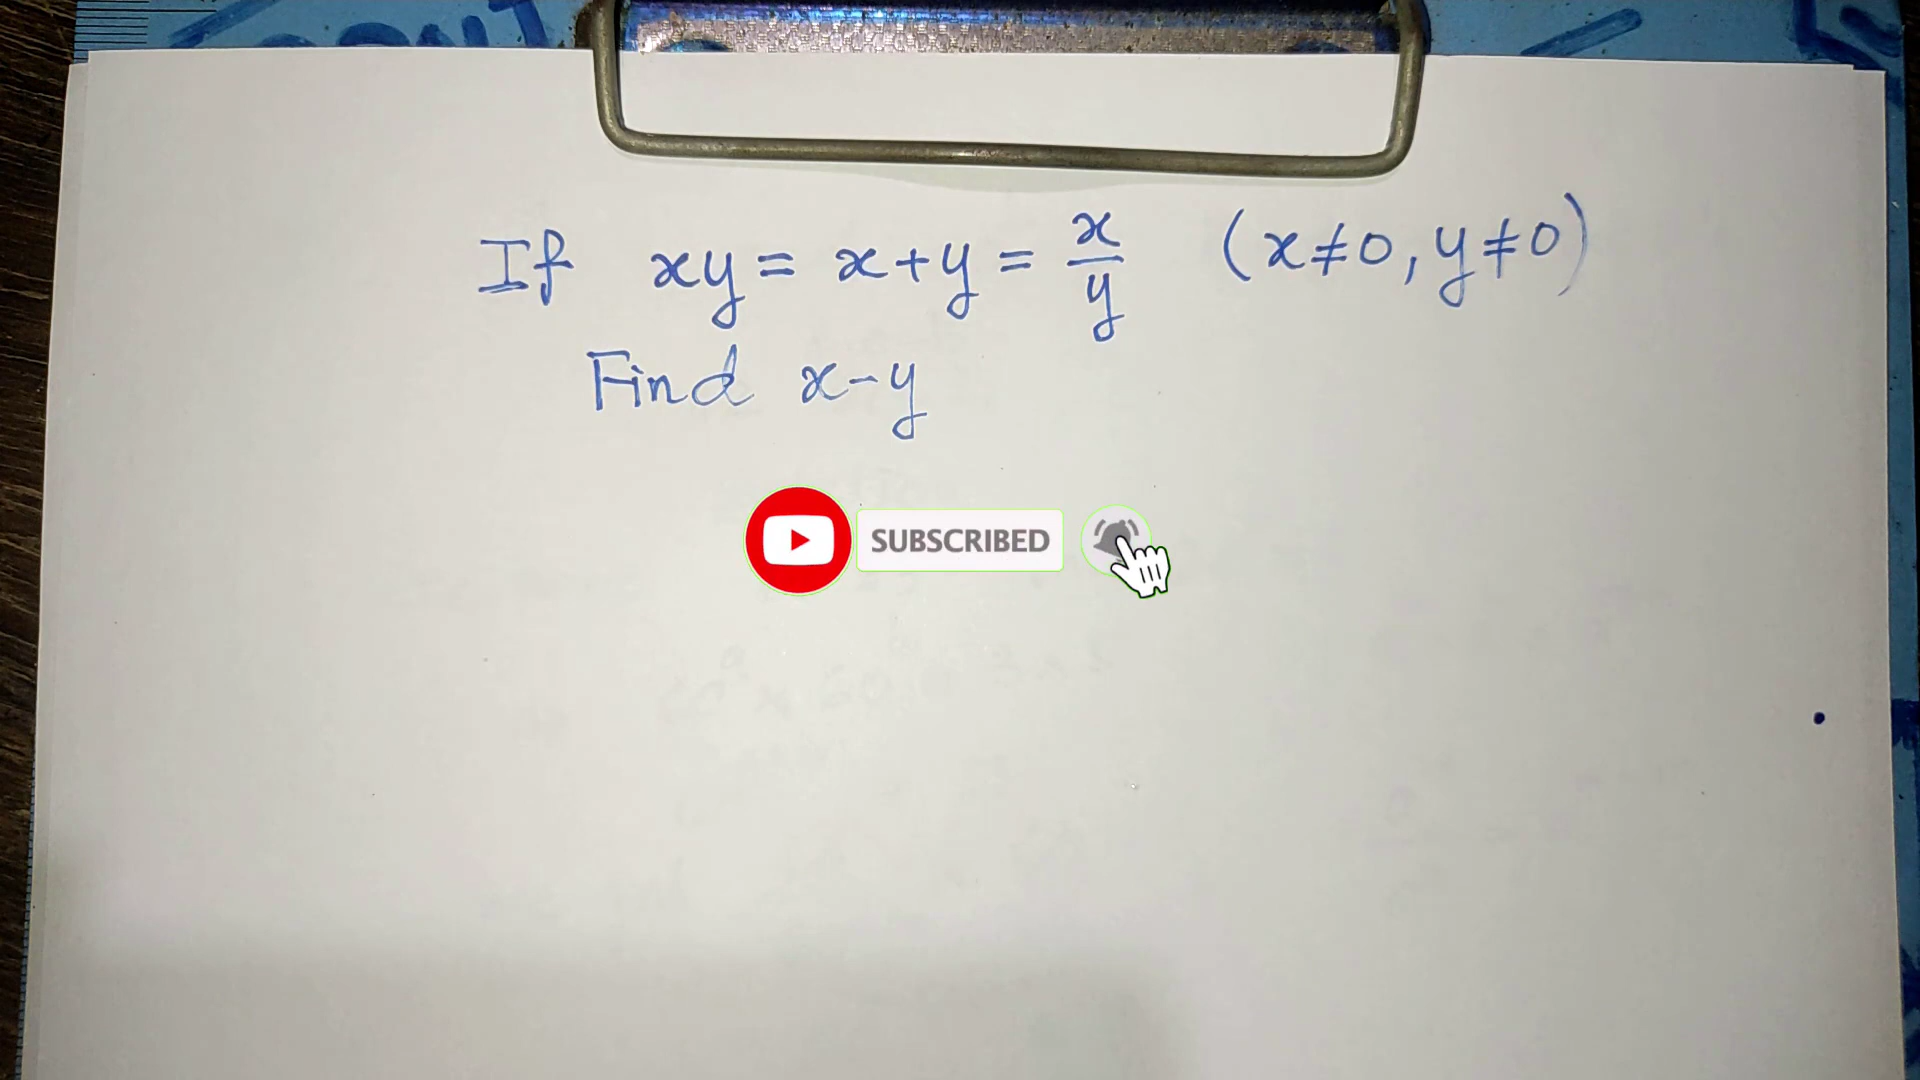 If xy = x+y = x/y (x≠0, y≠0)
Find x-y
SUBSCRIBED